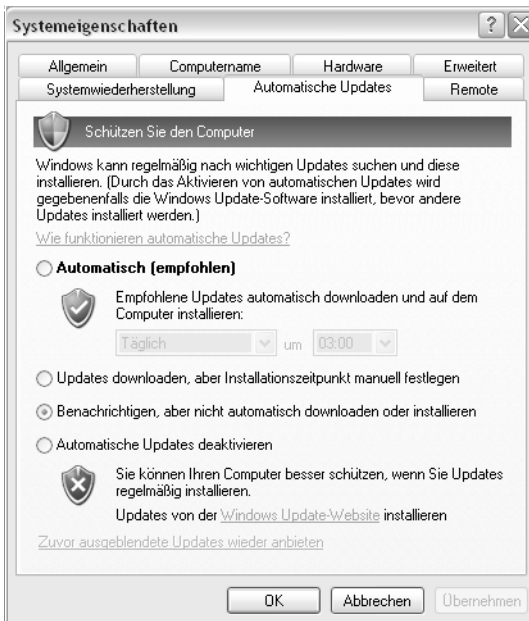 Systemeigenschaften
Allgemein Computername Hardware Erweitert
Systemwiederherstellung Automatische Updates Remote
Schützen Sie den Computer
Windows kann regelmäßig nach wichtigen Updates suchen und diese
installieren. (Durch das Aktivieren von automatischen Updates wird
gegebenenfalls die Windows Update-Software installiert, bevor andere
Updates installiert werden.)
Wie funktionieren automatische Updates?
Automatisch (empfohlen)
Empfohlene Updates automatisch downloaden und auf dem
Computer installieren:
Täglich um 03:00
Updates downloaden, aber Installationszeitpunkt manuell festlegen
Benachrichtigen, aber nicht automatisch downloaden oder installieren
Automatische Updates deaktivieren
Sie können Ihren Computer besser schützen, wenn Sie Updates
regelmäßig installieren.
Updates von der Windows Update-Website installieren
Zuvor ausgeblendete Updates wieder anbieten
OK Abbrechen Übernehmen